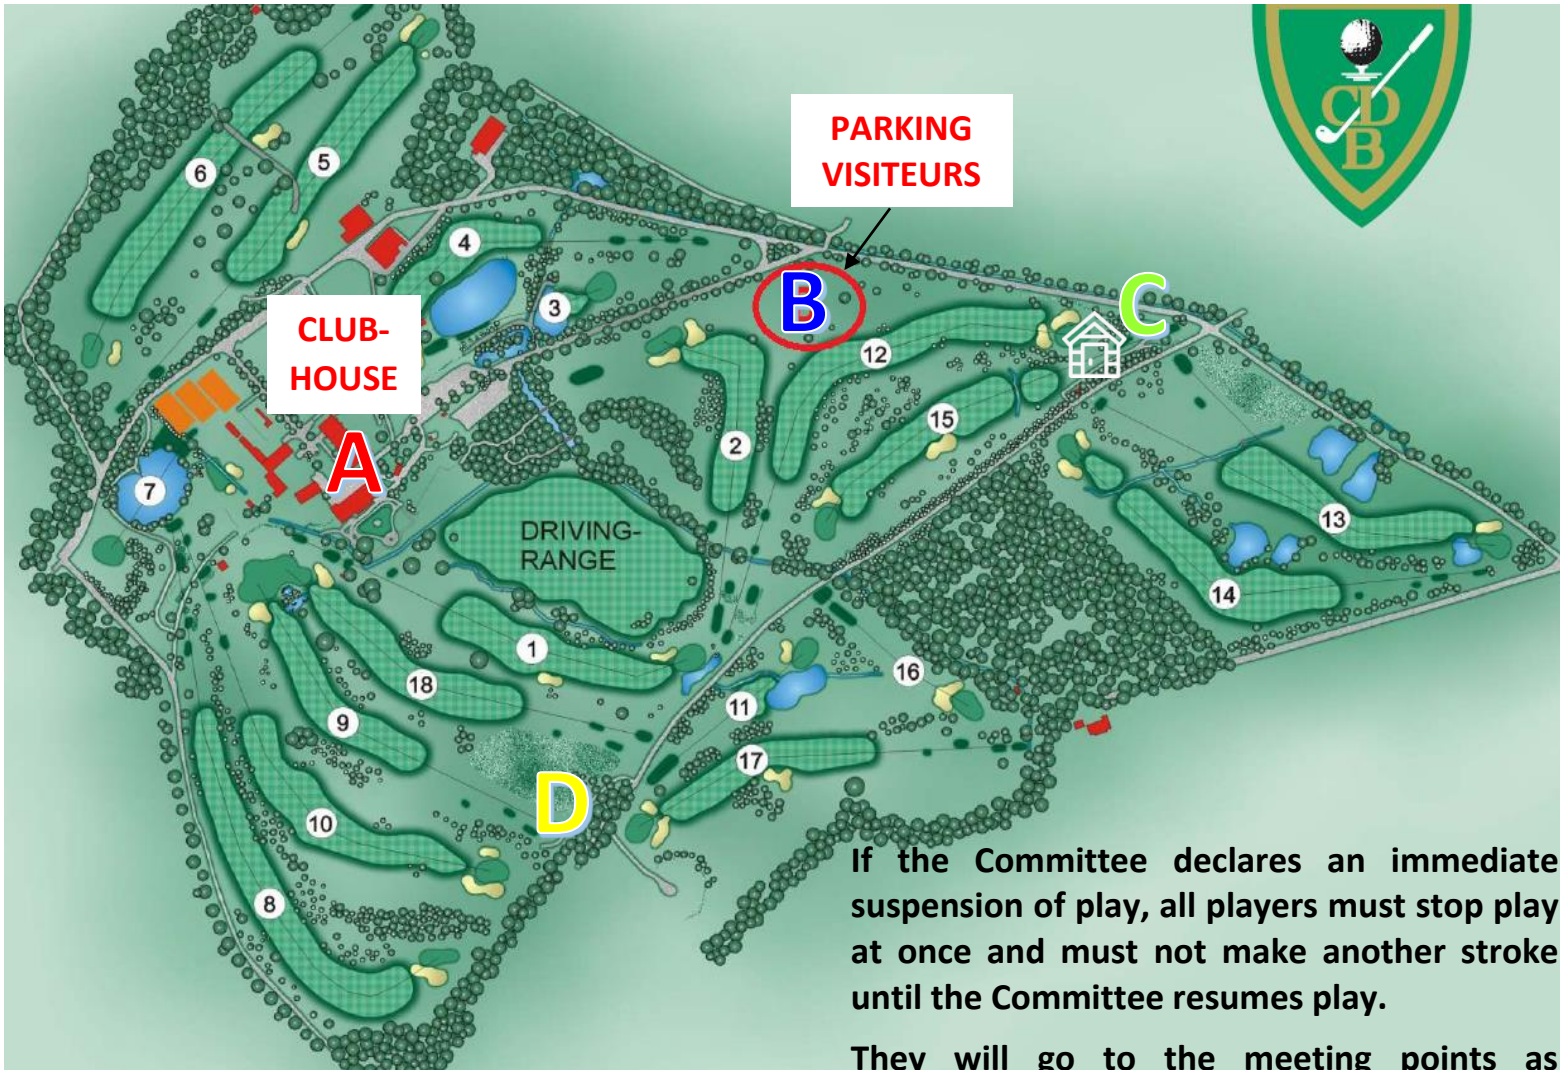 CDB
PARKING
VISITEURS
6
5
4
3
B
C
CLUB-
HOUSE
12
15
2
A
7
13
DRIVING-
RANGE
14
1
16
18
11
9
17
D
10
8
If the Committee declares an immediate
suspension of play, all players must stop play
at once and must not make another stroke
until the Committee resumes play.
They will go to the meeting points as